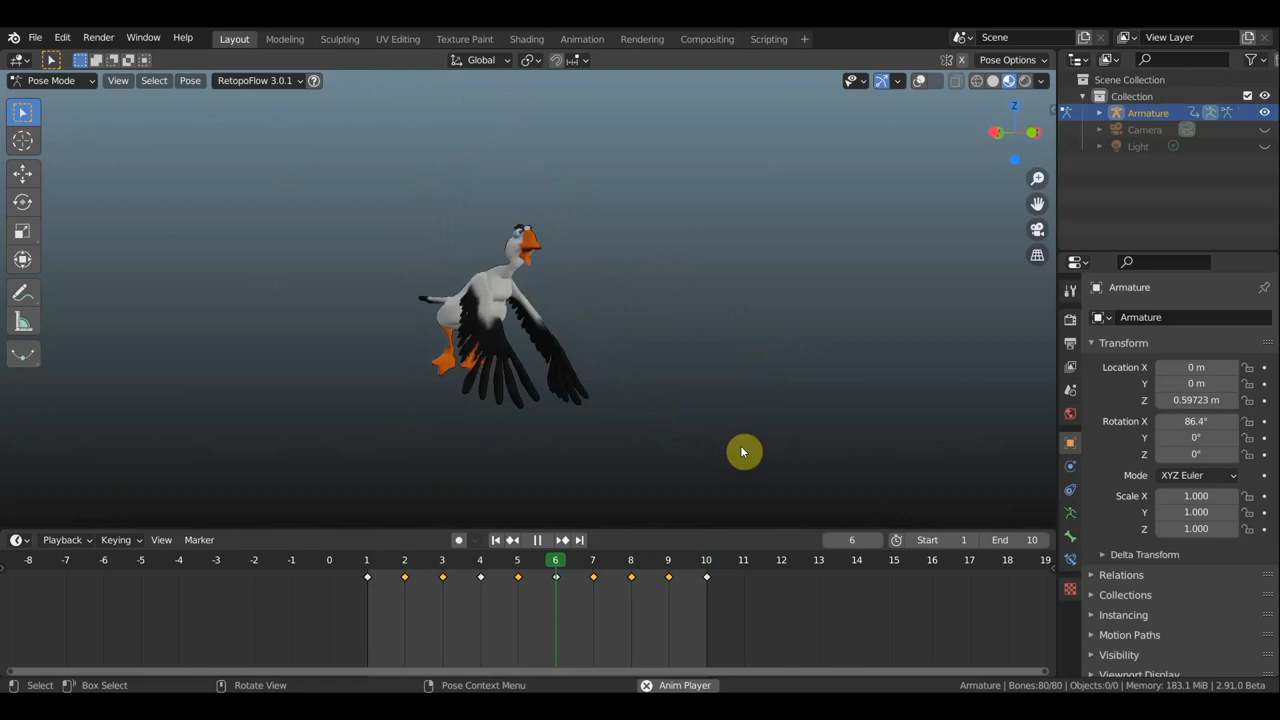 File Edit Render Window Help Layout Modeling Sculpting UV Editing Texture Paint Shading Animation Rendering Compositing Scripting + Scene View Layer
Global Pose Options
Pose Mode View Select Pose RetopoFlow 3.0.1 ?
Scene Collection
Collection
Armature
Camera
Light
Z
Armature
Armature
Transform
Location X 0 m
Y 0 m
Z 0.59723 m
Rotation X 86.4°
Y 0°
Z 0°
Mode XYZ Euler
Scale X 1.000
Y 1.000
Z 1.000
Delta Transform
Relations
Collections
Instancing
Motion Paths
Visibility
Viewport Display
Playback Keying View Marker 6 Start 1 End 10
-8 -7 -6 -5 -4 -3 -2 -1 0 1 2 3 4 5 6 7 8 9 10 11 12 13 14 15 16 17 18 19
Select Box Select Rotate View Pose Context Menu Anim Player Armature | Bones:80/80 | Objects:0/0 | Memory: 183.1 MiB | 2.91.0 Beta